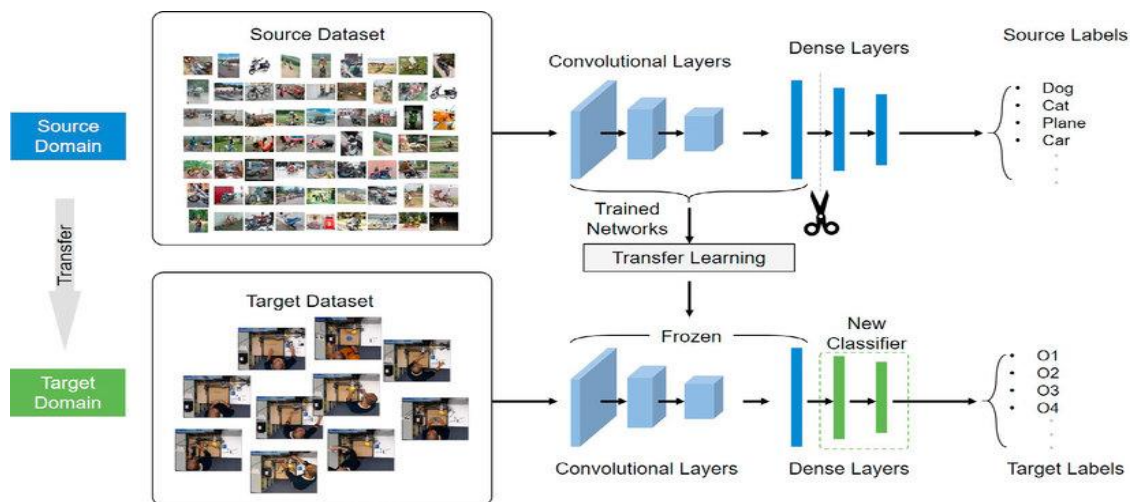 Source Dataset
Convolutional Layers
Dense Layers
Source Labels
• Dog
• Cat
• Plane
• Car
Source
Domain
Trained
Networks
Transfer Learning
Transfer
Target Dataset
Frozen
New
Classifier
Target
Domain
• O1
• O2
• O3
• O4
Convolutional Layers
Dense Layers
Target Labels